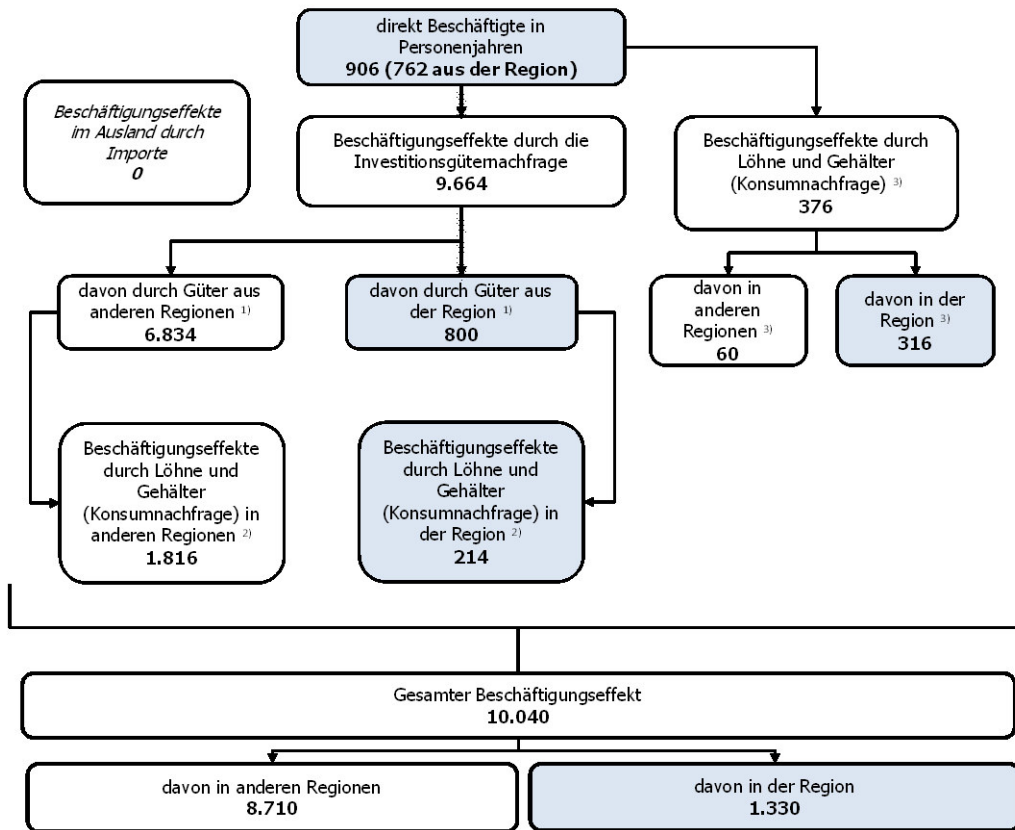 direkt Beschäftigte in
Personenjahren
906 (762 aus der Region)
Beschäftigungseffekte
im Ausland durch
Importe
0
Beschäftigungseffekte durch die
Investitionsgüternachfrage
9.664
Beschäftigungseffekte durch
Löhne und Gehälter
(Konsumnachfrage) 3)
376
davon durch Güter aus
anderen Regionen 1)
6.834
davon durch Güter aus
der Region 1)
800
davon in
anderen
Regionen 3)
60
davon in der
Region 3)
316
Beschäftigungseffekte
durch Löhne und
Gehälter
(Konsumnachfrage) in
anderen Regionen 2)
1.816
Beschäftigungseffekte
durch Löhne und
Gehälter
(Konsumnachfrage) in
der Region 2)
214
Gesamter Beschäftigungseffekt
10.040
davon in anderen Regionen
8.710
davon in der Region
1.330